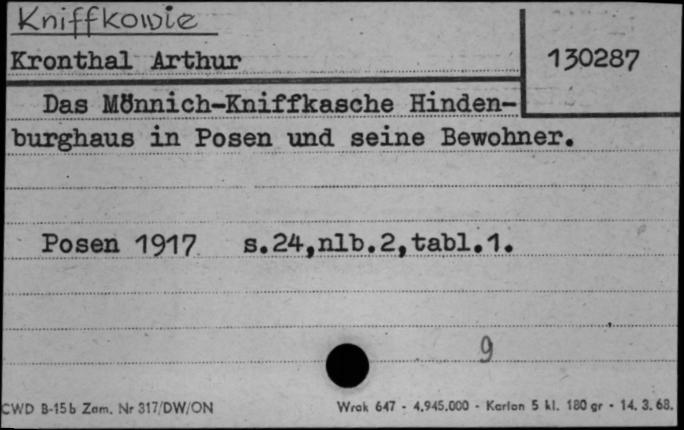 Kniffkowie
Kronthal Arthur
130287
Das Mönnich-Kniffkasche Hinden-
burghaus in Posen und seine Bewohner.
Posen 1917 s.24,nlb.2,tabl.1.
9
CWD B-15b Zam. Nr 317/DW/ON
Wrak 647 - 4.945.000 - Karton 5 kl. 180 gr - 14. 3. 68.